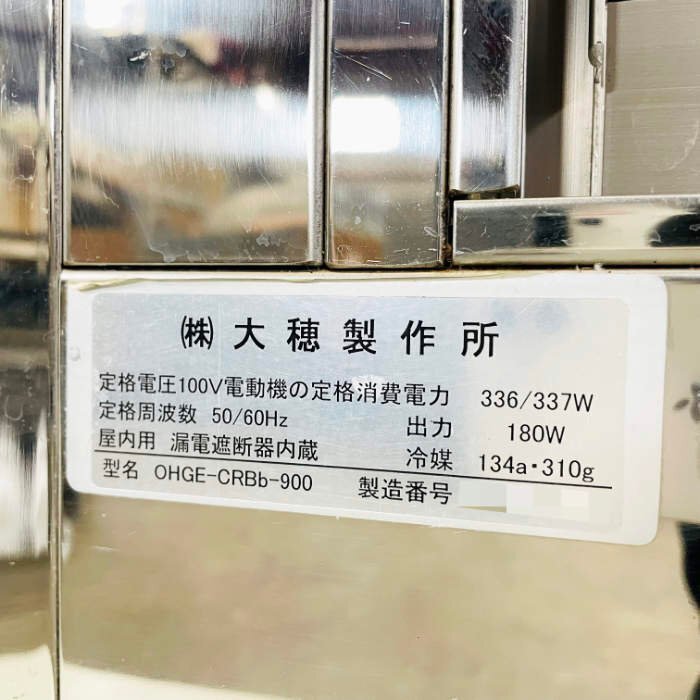 ㈱ 大穂製作所
定格電圧100V電動機の定格消費電力 336/337W
定格周波数 50/60Hz 出力 180W
屋内用 漏電遮断器内蔵 冷媒 134a・310g
型名 OHGE-CRBb-900 製造番号